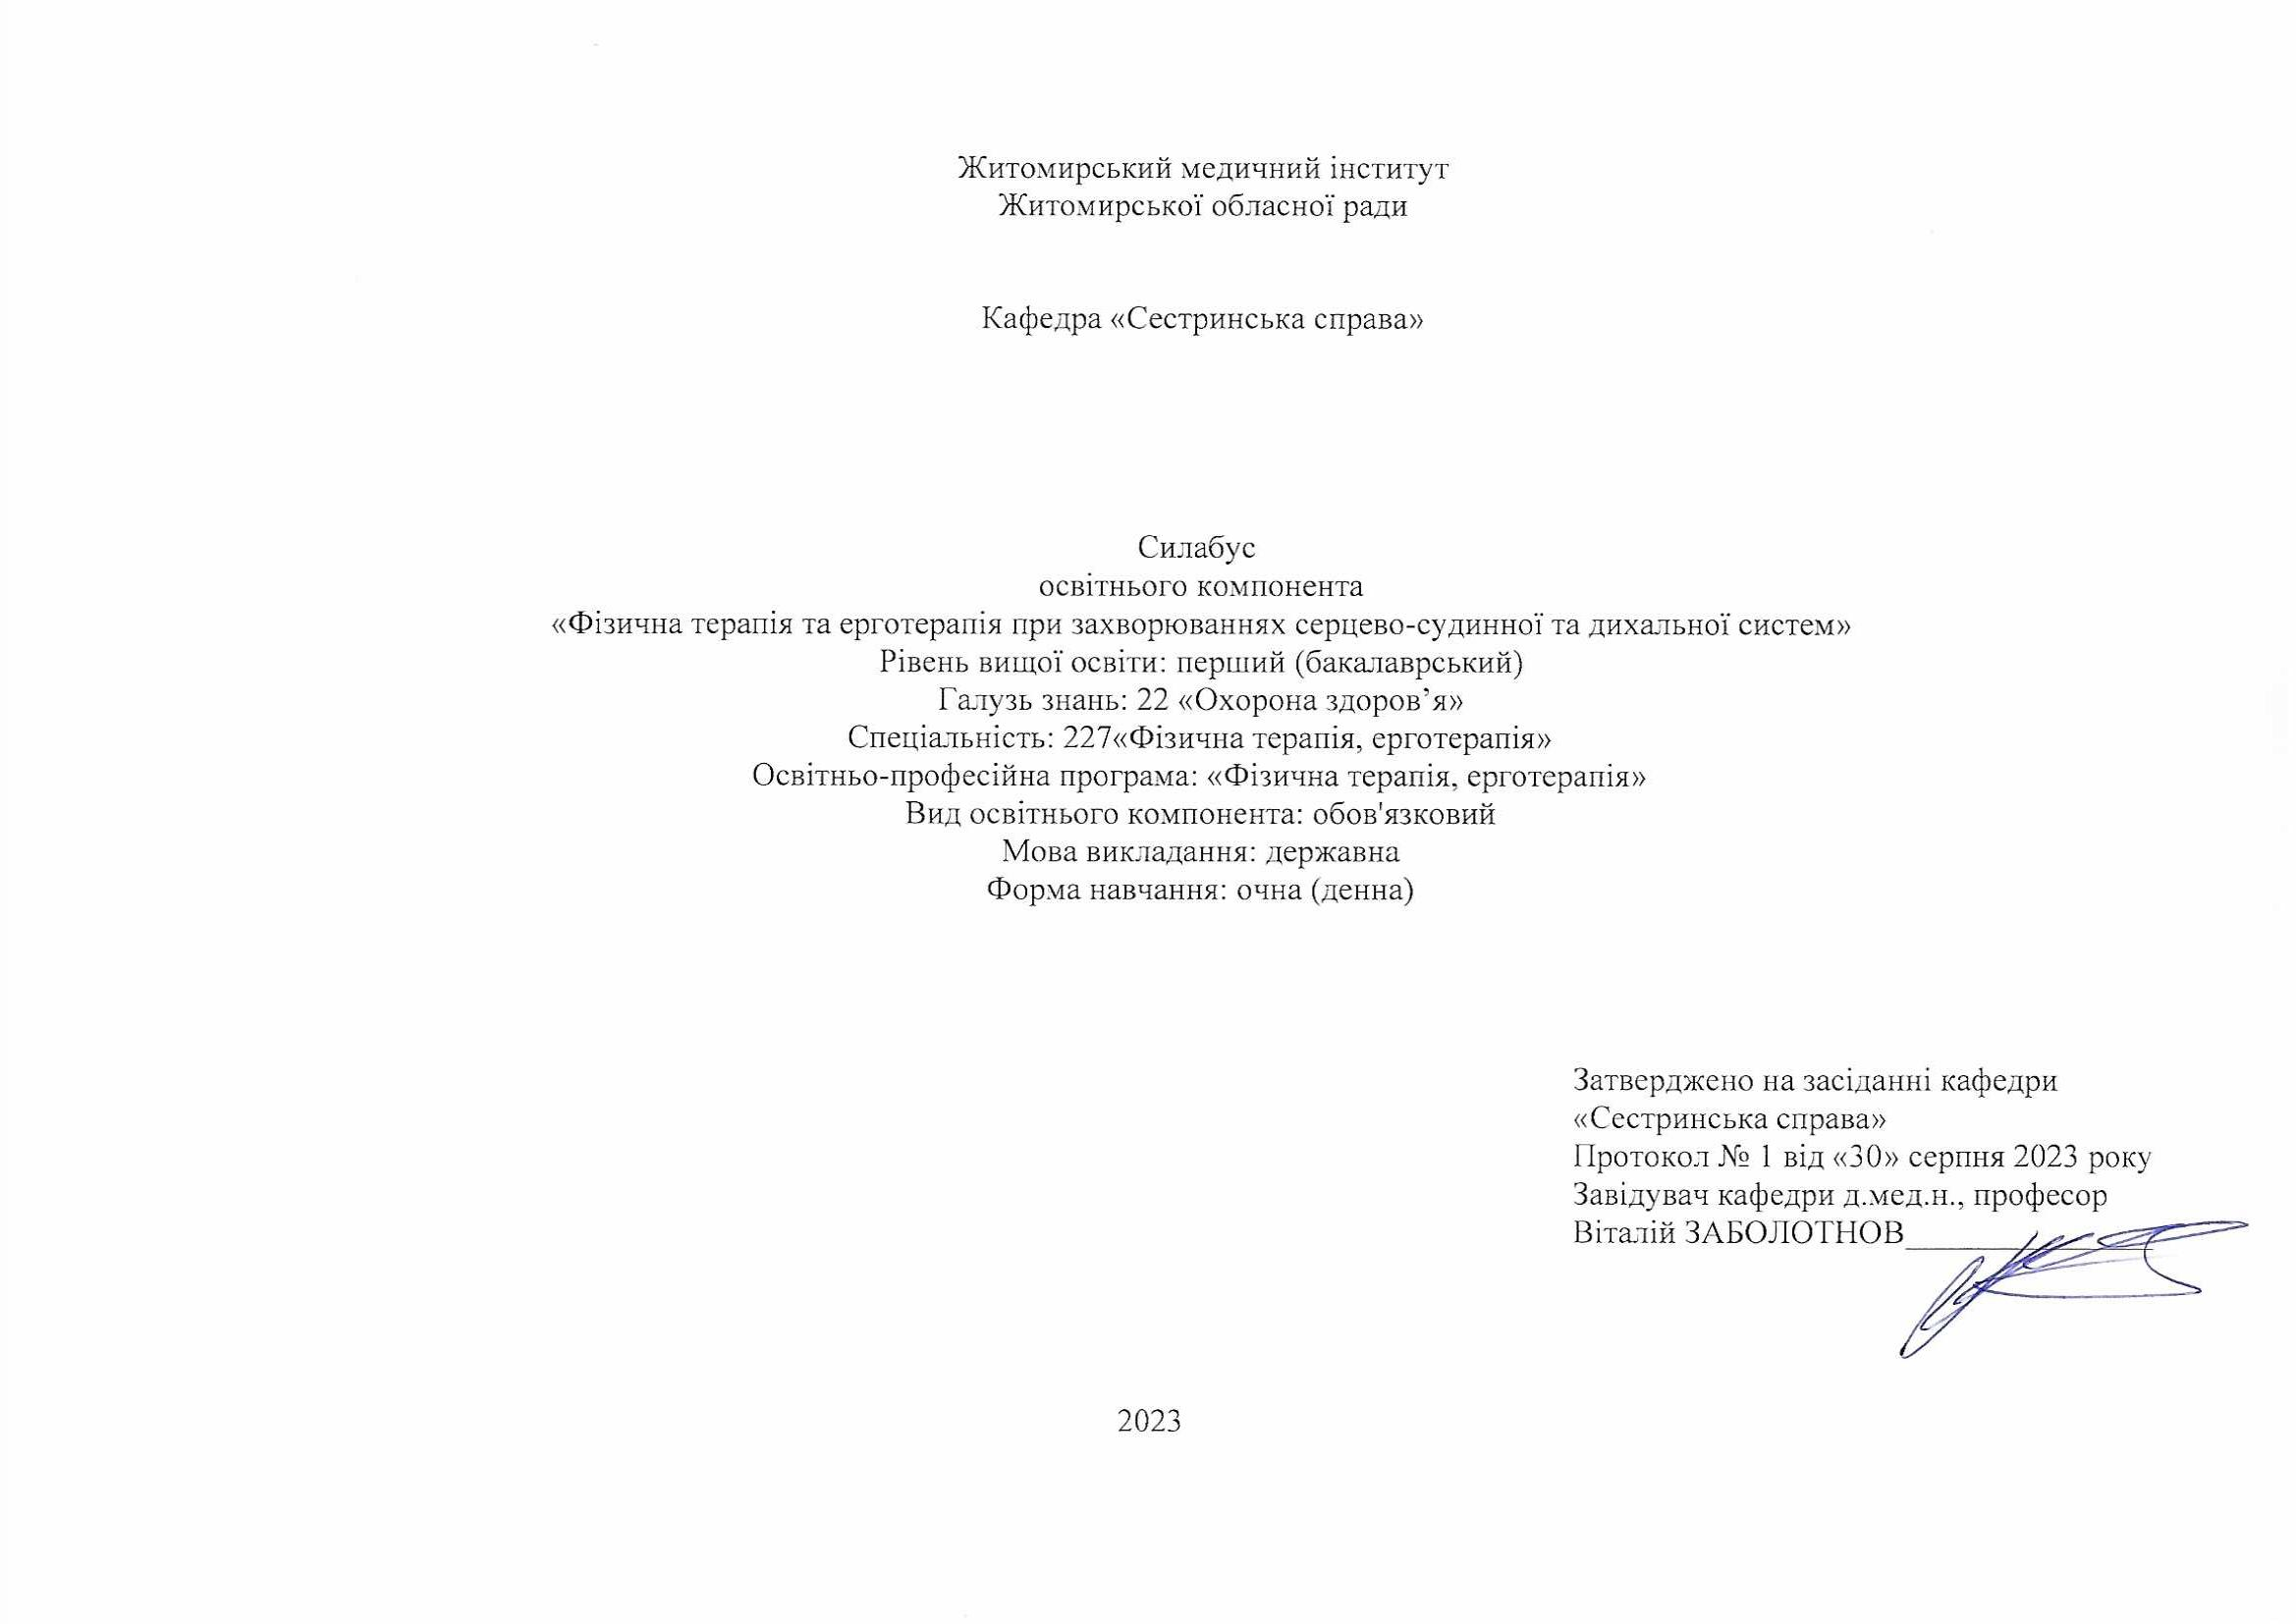 Житомирський медичний інститут
Житомирської обласної ради
Кафедра «Сестринська справа»
Силабус
освітнього компонента
«Фізична терапія та ерготерапія при захворюваннях серцево-судинної та дихальної систем»
Рівень вищої освіти: перший (бакалаврський)
Галузь знань: 22 «Охорона здоров’я»
Спеціальність: 227«Фізична терапія, ерготерапія»
Освітньо-професійна програма: «Фізична терапія, ерготерапія»
Вид освітнього компонента: обов'язковий
Мова викладання: державна
Форма навчання: очна (денна)
Затверджено на засіданні кафедри
«Сестринська справа»
Протокол № 1 від «30» серпня 2023 року
Завідувач кафедри д.мед.н., професор
Віталій ЗАБОЛОТНОВ
2023